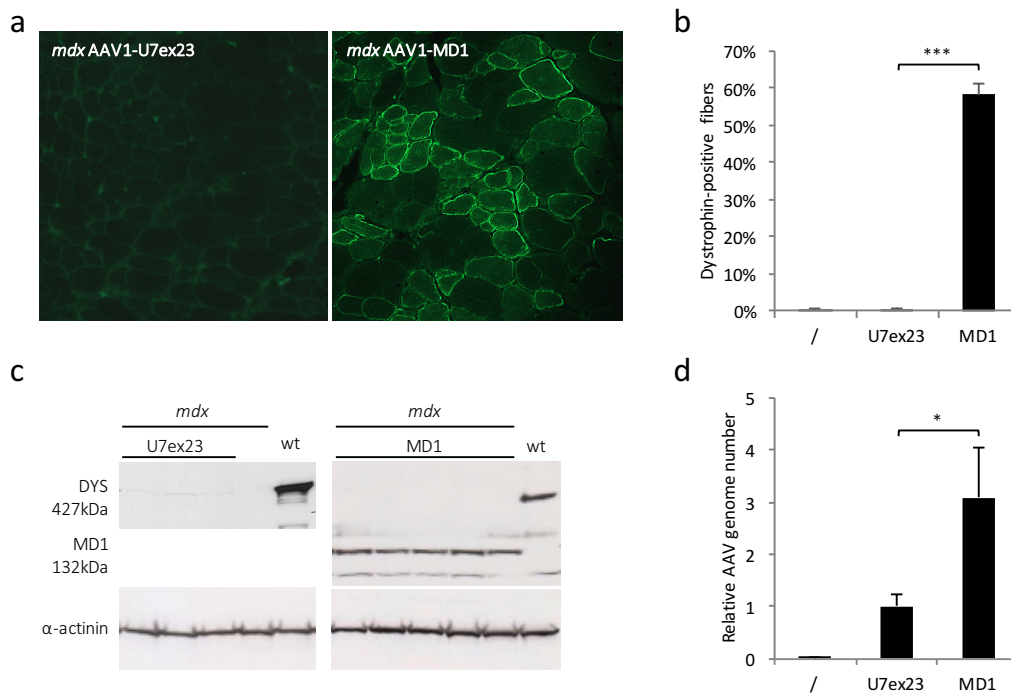 a
mdx AAV1-U7ex23
mdx AAV1-MD1
b
Dystrophin-positive fibers
70%
60%
50%
40%
30%
20%
10%
0%
***
/
U7ex23
MD1
c
mdx
mdx
U7ex23
wt
MD1
wt
DYS
427kDa
MD1
132kDa
α-actinin
d
Relative AAV genome number
5
4
3
2
1
0
*
/
U7ex23
MD1